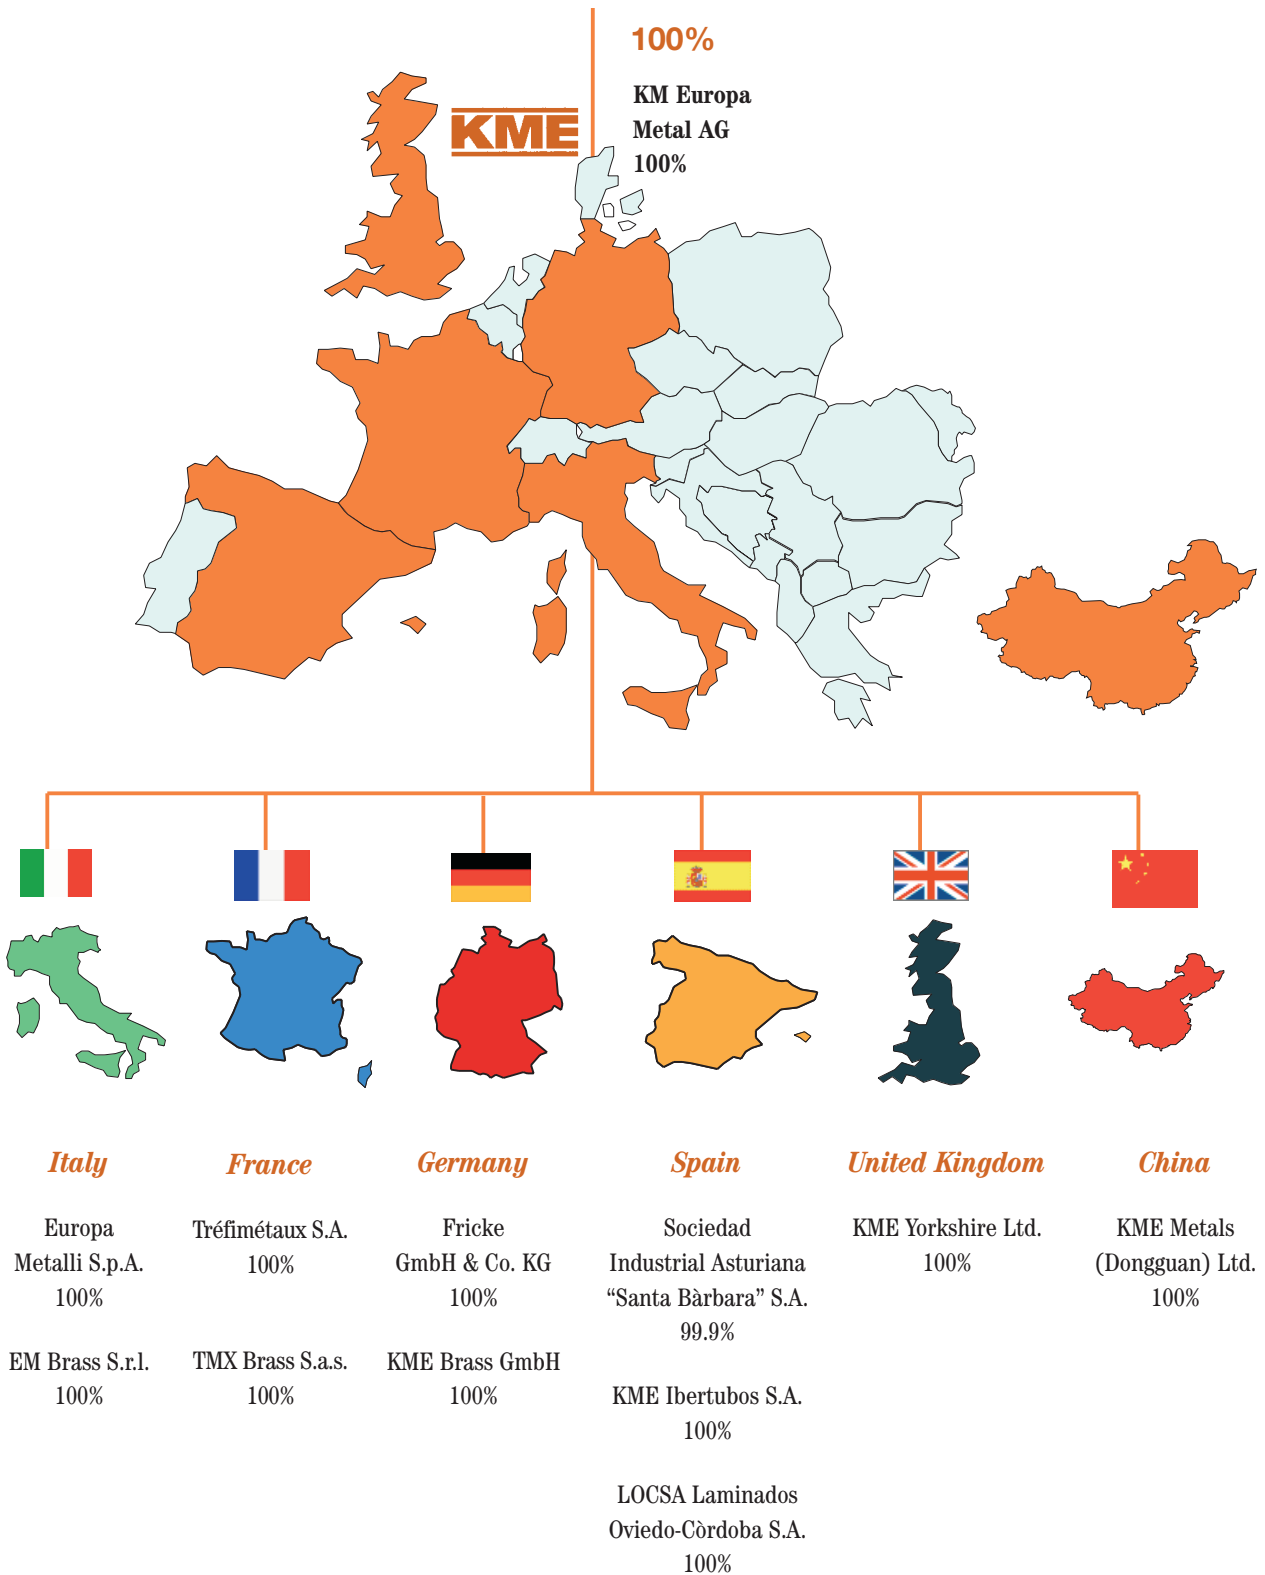 100%
KME
KM Europa
Metal AG
100%
Italy
Europa
Metalli S.p.A.
100%
EM Brass S.r.l.
100%
France
Tréfimétaux S.A.
100%
TMX Brass S.a.s.
100%
Germany
Fricke
GmbH & Co. KG
100%
KME Brass GmbH
100%
Spain
Sociedad
Industrial Asturiana
“Santa Bàrbara” S.A.
99.9%
KME Ibertubos S.A.
100%
LOCSA Laminados
Oviedo-Còrdoba S.A.
100%
United Kingdom
KME Yorkshire Ltd.
100%
China
KME Metals
(Dongguan) Ltd.
100%